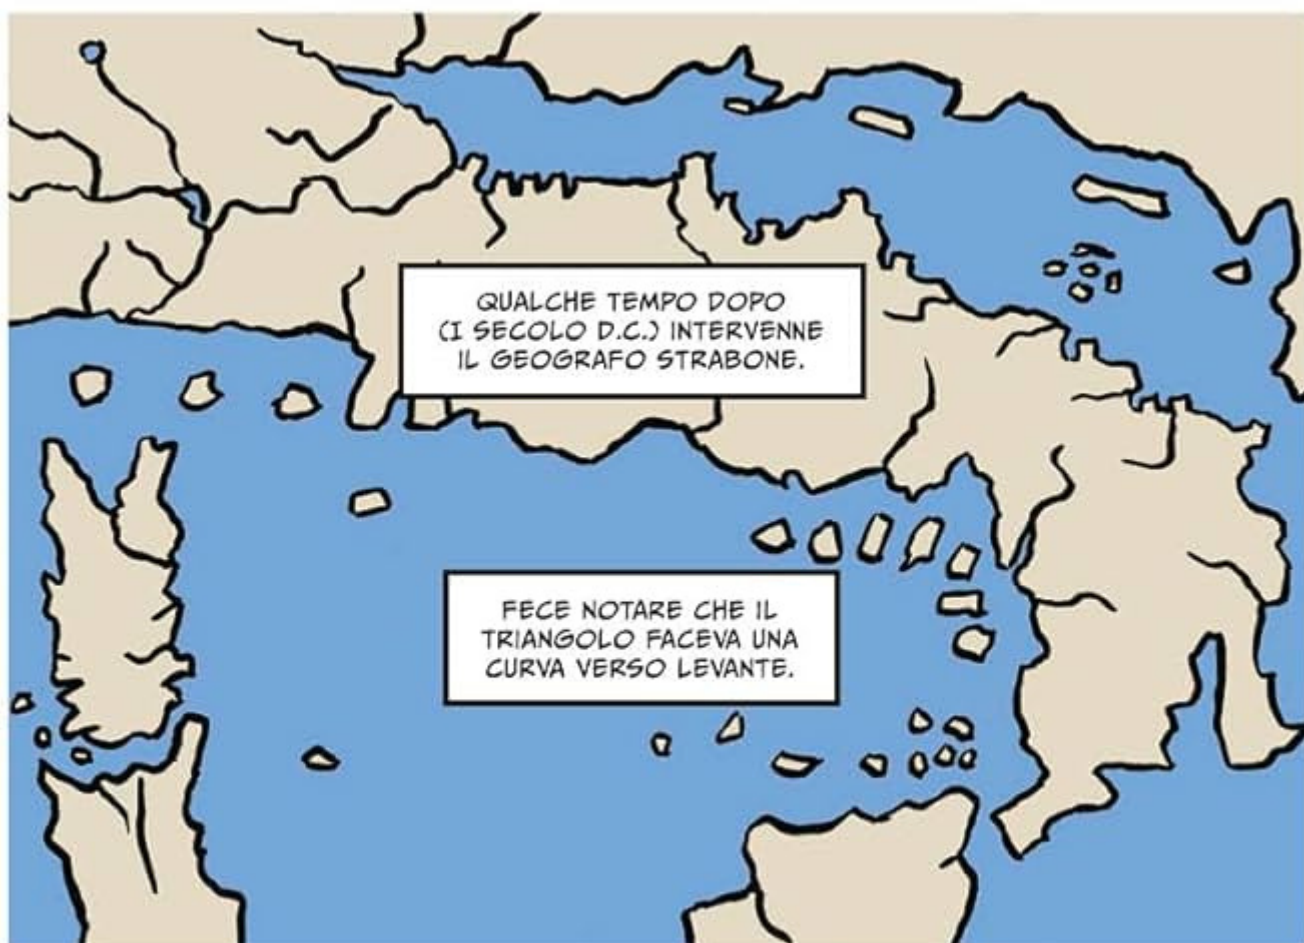 QUALCHE TEMPO DOPO
(I SECOLO D.C.) INTERVENNE
IL GEOGRAFO STRABONE.
FECE NOTARE CHE IL
TRIANGOLO FACEVA UNA
CURVA VERSO LEVANTE.